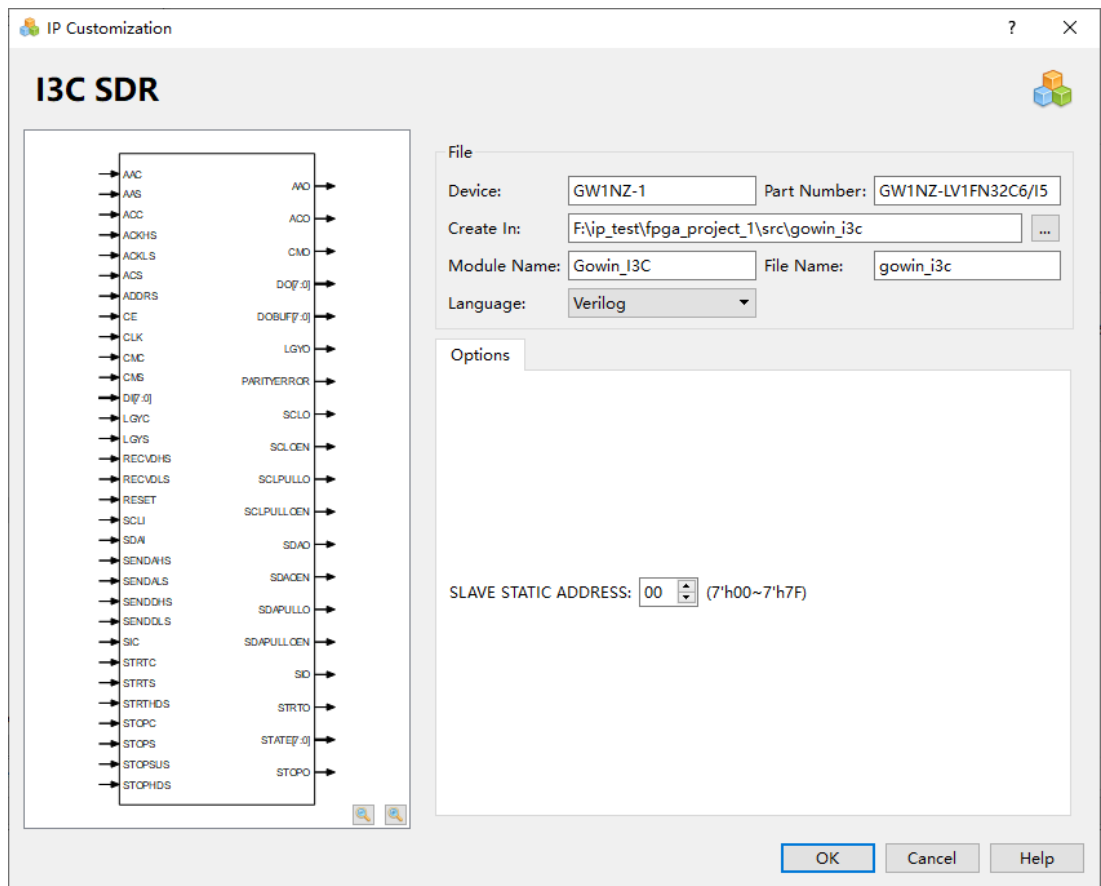 IP Customization
?
I3C SDR
AAC
AAS
ACC
ACKHS
ACKLS
ACS
ADDRS
CE
CLK
CMC
CMS
DI[7:0]
LGYC
LGYS
RECVDHS
RECVDLS
RESET
SCLI
SDAI
SENDAHS
SENDALS
SENDDHS
SENDDLS
SIC
STRTC
STRTS
STRTHDS
STOPC
STOPS
STOPSUS
STOPHDS
AAO
ACO
CMO
DO[7:0]
DOBUF[7:0]
LGYO
PARITYERROR
SCLO
SCLOEN
SCLPULLO
SCLPULLOEN
SDAO
SDAOEN
SDAPULLO
SDAPULLOEN
SIO
STRTO
STATE[7:0]
STOPO
File
Device: GW1NZ-1 Part Number: GW1NZ-LV1FN32C6/I5
Create In: F:\ip_test\fpga_project_1\src\gowin_i3c ...
Module Name: Gowin_I3C File Name: gowin_i3c
Language: Verilog
Options
SLAVE STATIC ADDRESS: 00 (7'h00~7'h7F)
OK Cancel Help